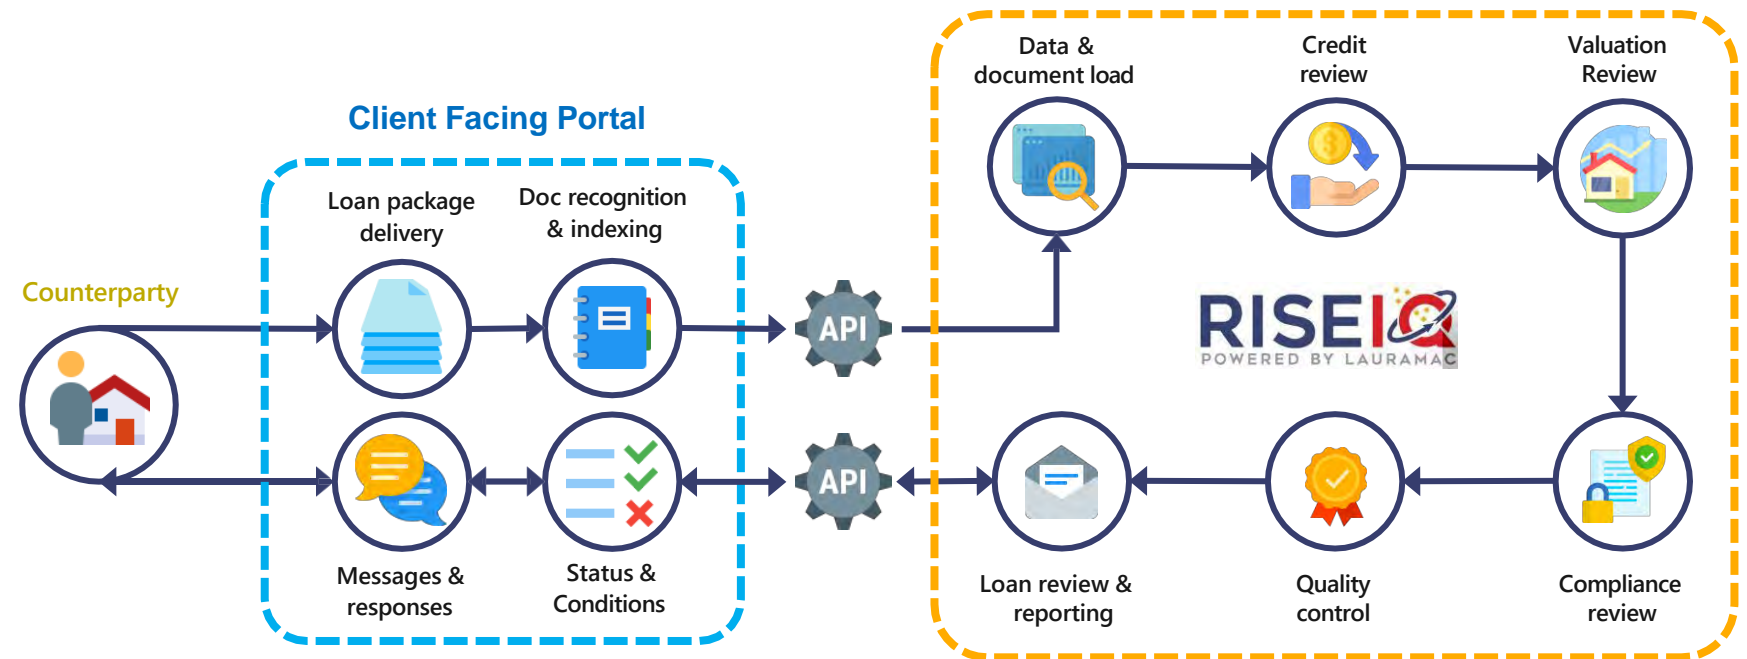 Data &
document load
Credit
review
Valuation
Review
Client Facing Portal
Loan package
delivery
Doc recognition
& indexing
Counterparty
API
RISEIQ
POWERED BY LAURAMAC
API
Messages &
responses
Status &
Conditions
Loan review &
reporting
Quality
control
Compliance
review